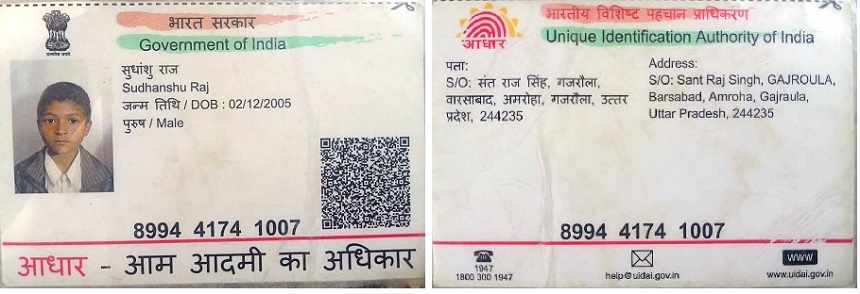 भारत सरकार
Government of India
सुधांशु राज
Sudhanshu Raj
जन्म तिथि / DOB : 02/12/2005
पुरुष / Male
8994 4174 1007
आधार - आम आदमी का अधिकार
आधार
भारतीय विशिष्ट पहचान प्राधिकरण
Unique Identification Authority of India
पता:
S/O: संत राज सिंह, गजरौला,
वारसाबाद, अमरोहा, गजरौला, उत्तर
प्रदेश, 244235
Address:
S/O: Sant Raj Singh, GAJROULA,
Barsabad, Amroha, Gajraula,
Uttar Pradesh, 244235
8994 4174 1007
1947
1800 300 1947
help@uidai.gov.in
www
www.uidai.gov.in